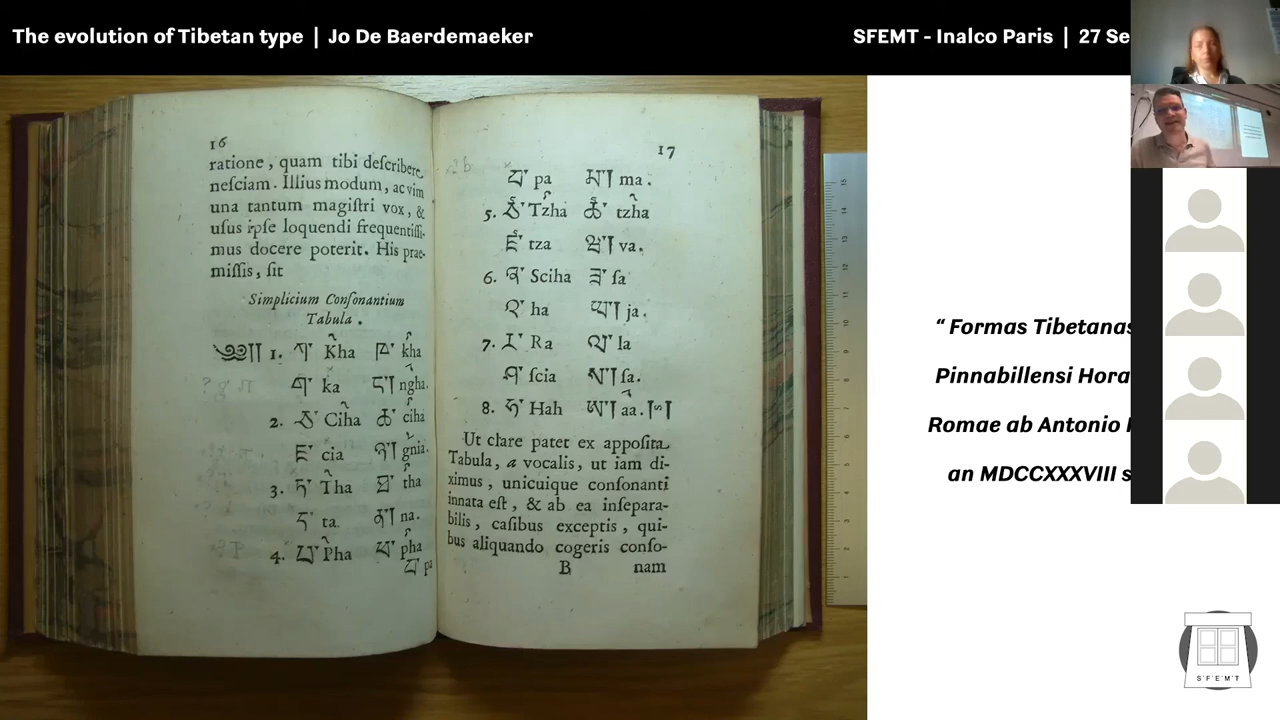 The evolution of Tibetan type | Jo De Baerdemaeker
SFEMT - Inalco Paris | 27 Se
16
ratione, quam tibi deſcribere
neſciam. Illius modum, ac vim
una tantum magiſtri vox, &
uſus ipſe loquendi frequentiſſi-
mus docere poterit. His præ-
miſſis, ſit
Simplicium Conſonantium
Tabula.
༄༅།། 1. ཀ་ Kha ཁ་ kha
ག་ ka ང་། ngha.
2. ཅ་ Ciha ཆ་ ciha
ཇ་ cia ཉ་། gnia.
3. ཏ་ Tha ཐ་ tha
ད་ ta. ན་། na.
4. པ་ Pha ཕ་ pha
བ་ pa
17
བ་ pa མ་། ma.
5. ཙ་ Tzha ཚ་ tzha
ཛ་ tza ཝ་། va.
6. ཞ་ Sciha ཟ་ ſa
འ་ ha ཡ་། ja.
7. ར་ Ra ལ་ la
ཤ་ ſcia ས་། ſa.
8. ཧ་ Hah ཨ་། aa.
Ut clare patet ex appoſita
Tabula, a vocalis, ut iam di-
ximus, unicuique conſonanti
innata eſt, & ab ea inſepara-
bilis, caſibus exceptis, qui-
bus aliquando cogeris conſo-
B nam
“ Formas Tibetanas
Pinnabillensi Hora
Romae ab Antonio
an MDCCXXXVIII s
S·F·E·M·T